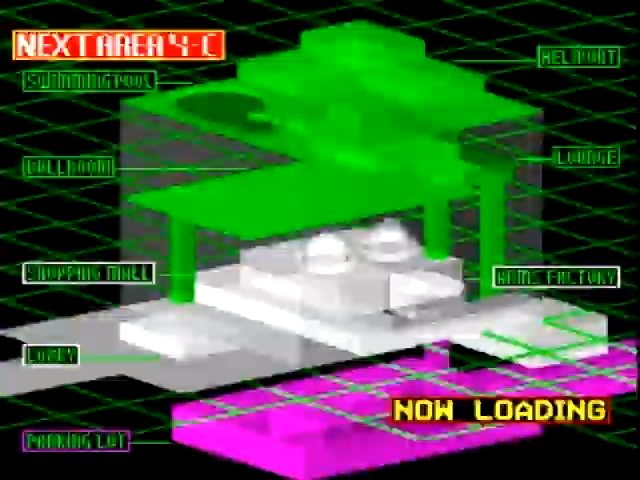 NEXT AREA 4-C
HELIPORT
SWIMMING POOL
BALLROOM
LOUNGE
SHOPPING MALL
ARMS FACTORY
LOBBY
NOW LOADING
PARKING LOT